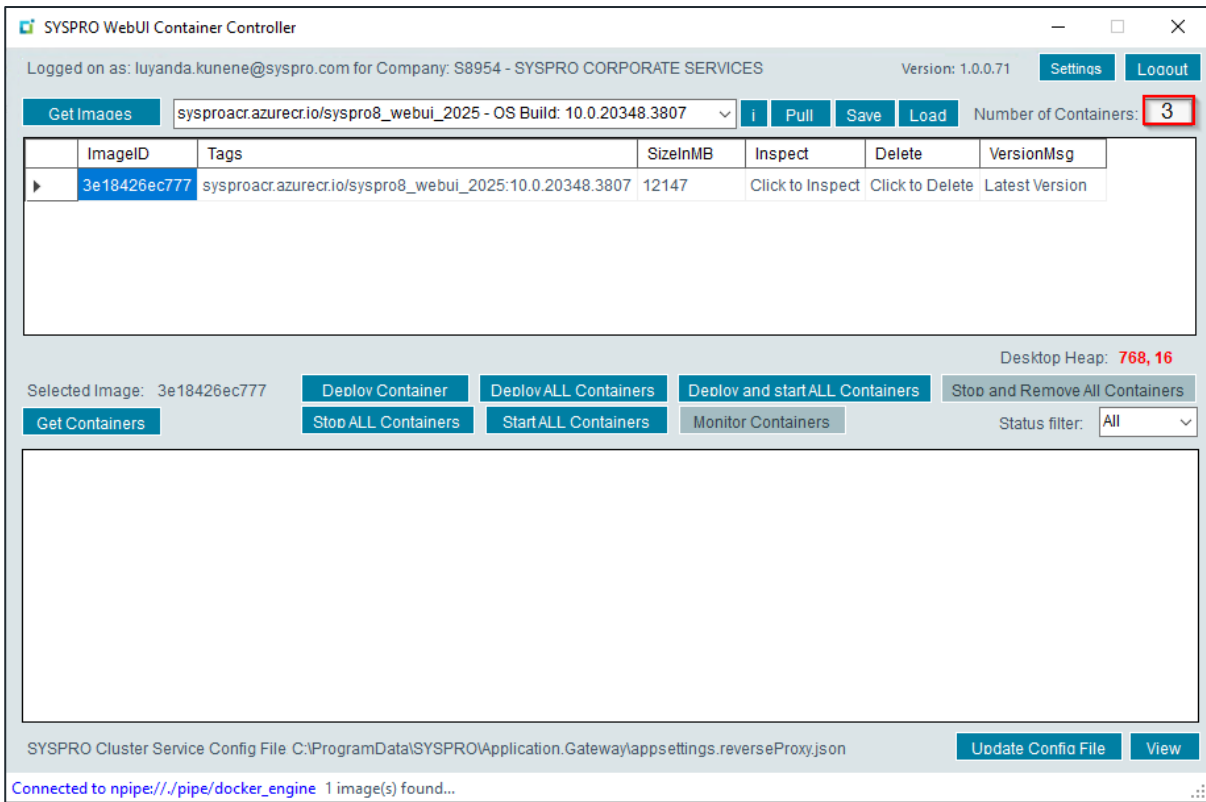 SYSPRO WebUI Container Controller
Logged on as: luyanda.kunene@syspro.com for Company: S8954 - SYSPRO CORPORATE SERVICES Version: 1.0.0.71 Settings Logout
Get Images sysproacr.azurecr.io/syspro8_webui_2025 - OS Build: 10.0.20348.3807 i Pull Save Load Number of Containers: 3
ImageID Tags SizeInMB Inspect Delete VersionMsg
3e18426ec777 sysproacr.azurecr.io/syspro8_webui_2025:10.0.20348.3807 12147 Click to Inspect Click to Delete Latest Version
Desktop Heap: 768, 16
Selected Image: 3e18426ec777 Deploy Container Deploy ALL Containers Deploy and start ALL Containers Stop and Remove All Containers
Get Containers Stop ALL Containers Start ALL Containers Monitor Containers Status filter: All
SYSPRO Cluster Service Config File C:\ProgramData\SYSPRO\Application.Gateway\appsettings.reverseProxy.json Update Config File View
Connected to npipe://./pipe/docker_engine 1 image(s) found...